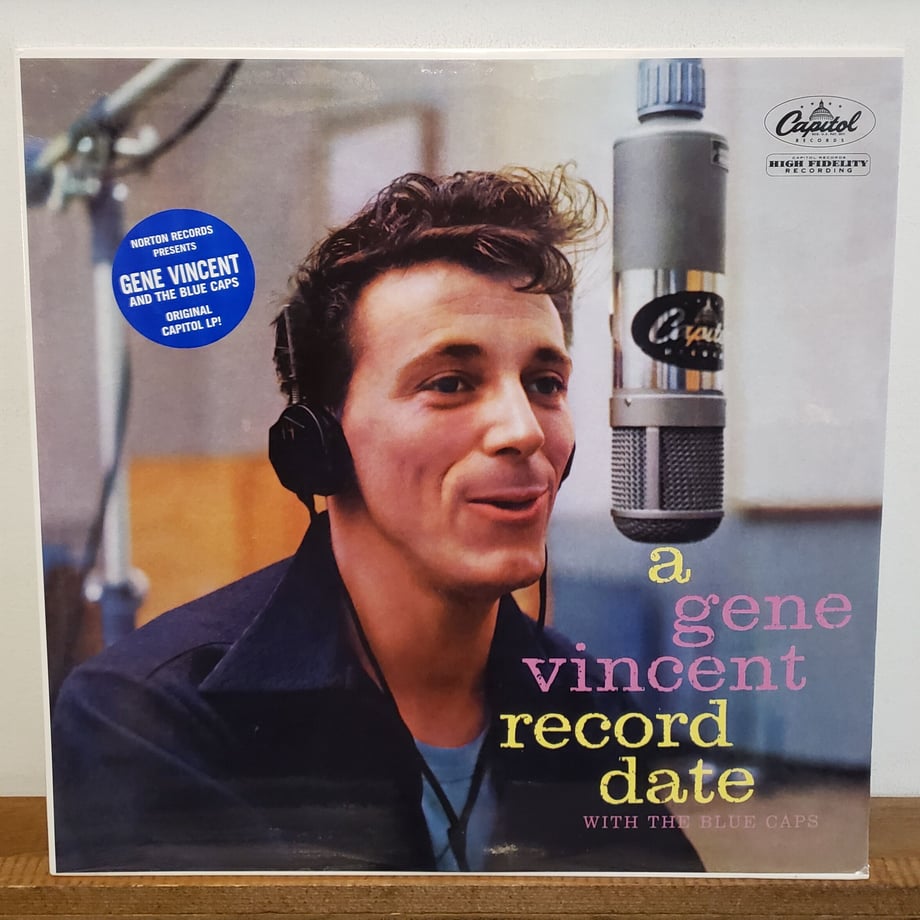 Capitol
RECORDS
CAPITOL RECORDS
HIGH FIDELITY
RECORDING
NORTON RECORDS
PRESENTS
GENE VINCENT
AND THE BLUE CAPS
ORIGINAL
CAPITOL LP!
a
gene
vincent
record
date
WITH THE BLUE CAPS